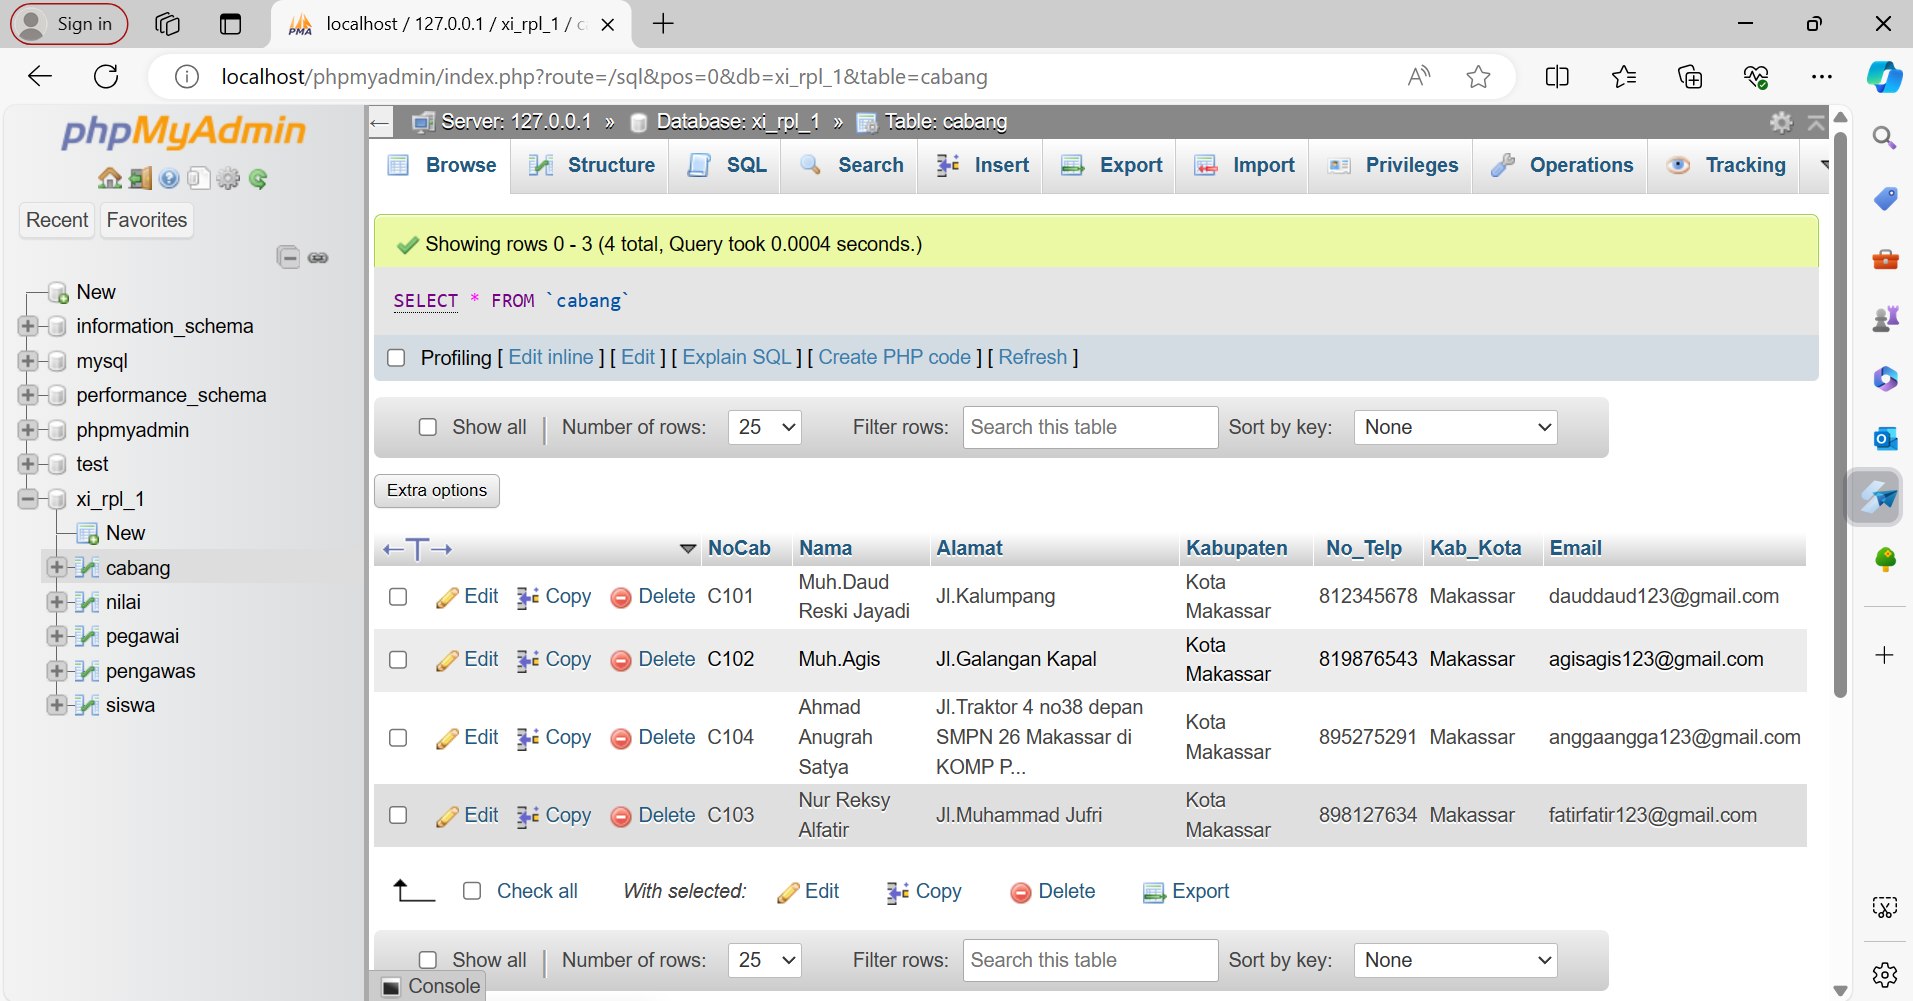 Sign in
localhost / 127.0.0.1 / xi_rpl_1 / c
localhost/phpmyadmin/index.php?route=/sql&pos=0&db=xi_rpl_1&table=cabang
phpMyAdmin
Recent Favorites
New
information_schema
mysql
performance_schema
phpmyadmin
test
xi_rpl_1
New
cabang
nilai
pegawai
pengawas
siswa
Server: 127.0.0.1 » Database: xi_rpl_1 » Table: cabang
Browse Structure SQL Search Insert Export Import Privileges Operations Tracking
Showing rows 0 - 3 (4 total, Query took 0.0004 seconds.)
SELECT * FROM `cabang`
Profiling [ Edit inline ] [ Edit ] [ Explain SQL ] [ Create PHP code ] [ Refresh ]
Show all | Number of rows: 25 Filter rows: Search this table Sort by key: None
Extra options
←T→ NoCab Nama Alamat Kabupaten No_Telp Kab_Kota Email
Edit Copy Delete C101 Muh.Daud Reski Jayadi Jl.Kalumpang Kota Makassar 812345678 Makassar dauddaud123@gmail.com
Edit Copy Delete C102 Muh.Agis Jl.Galangan Kapal Kota Makassar 819876543 Makassar agisagis123@gmail.com
Edit Copy Delete C104 Ahmad Anugrah Satya Jl.Traktor 4 no38 depan SMPN 26 Makassar di KOMP P... Kota Makassar 895275291 Makassar anggaangga123@gmail.com
Edit Copy Delete C103 Nur Reksy Alfatir Jl.Muhammad Jufri Kota Makassar 898127634 Makassar fatirfatir123@gmail.com
Check all With selected: Edit Copy Delete Export
Show all | Number of rows: 25 Filter rows: Search this table Sort by key: None
Console